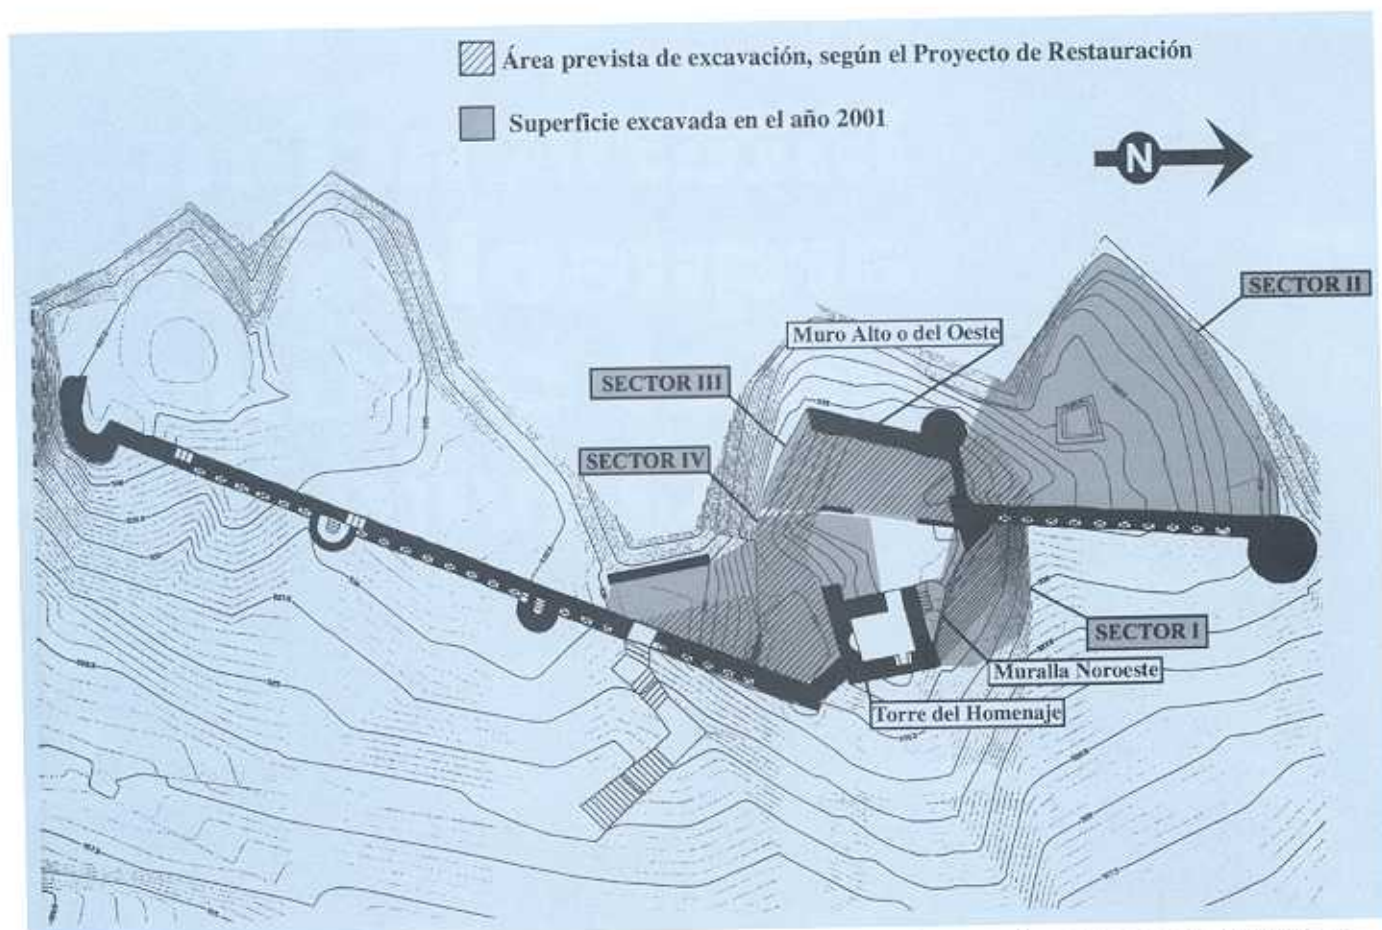 Área prevista de excavación, según el Proyecto de Restauración
Superficie excavada en el año 2001
N
SECTOR II
Muro Alto o del Oeste
SECTOR III
SECTOR IV
SECTOR I
Muralla Noroeste
Torre del Homenaje